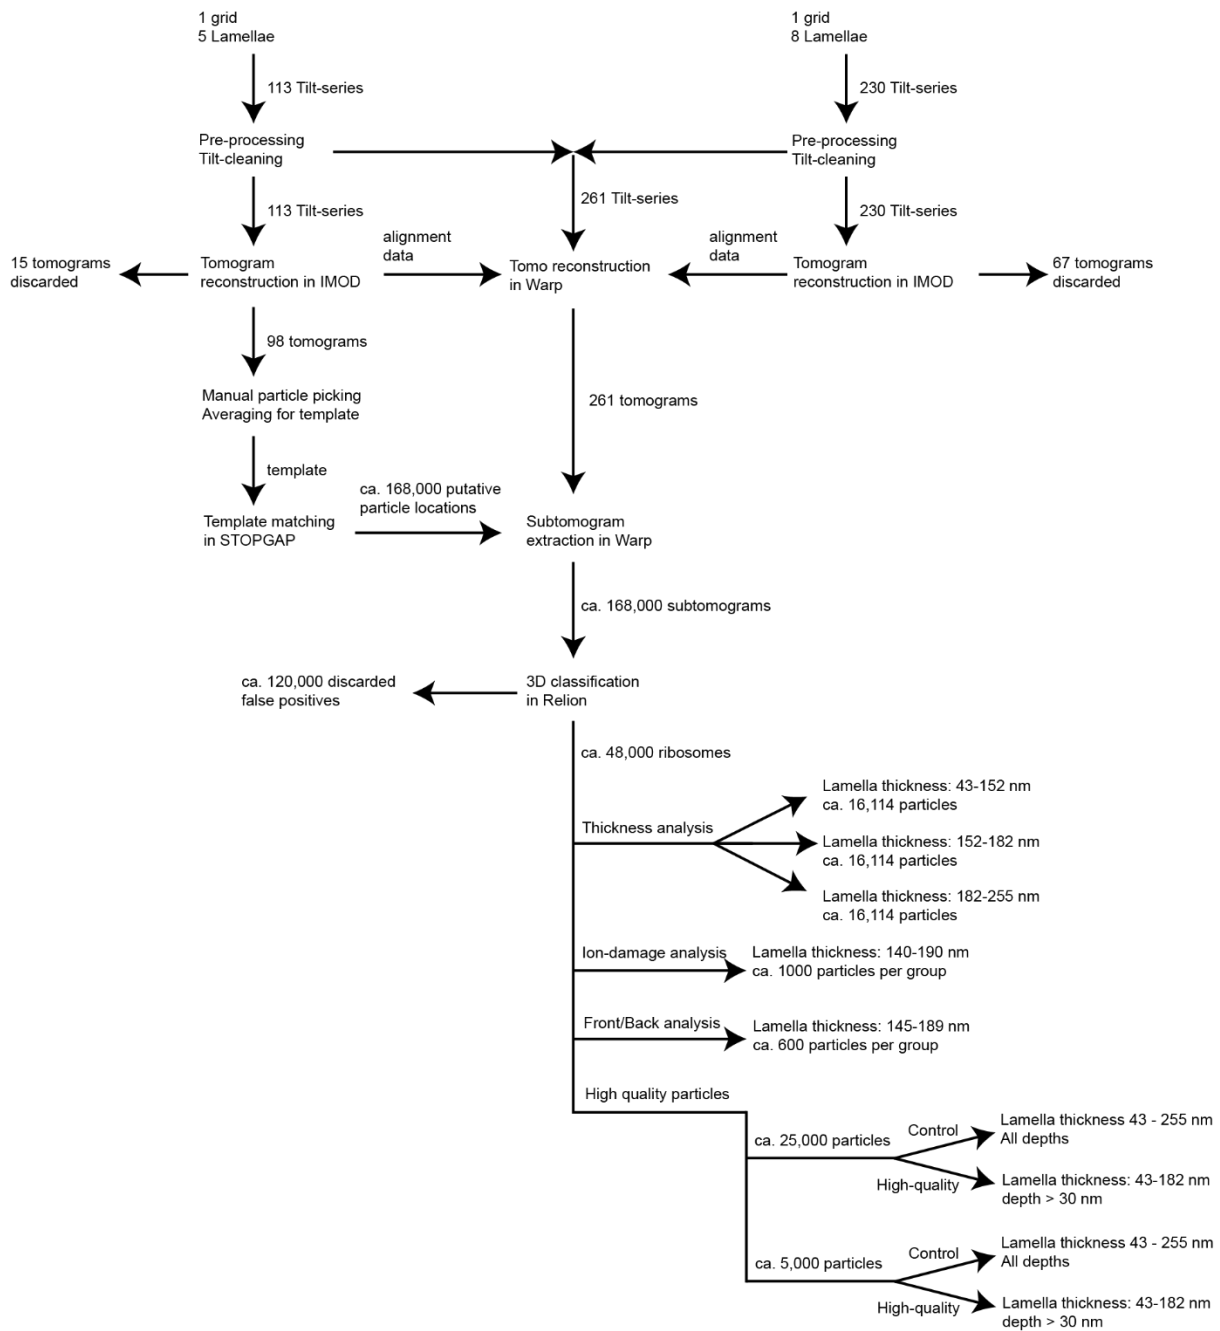 1 grid
5 Lamellae
1 grid
8 Lamellae
113 Tilt-series
230 Tilt-series
Pre-processing
Tilt-cleaning
Pre-processing
Tilt-cleaning
113 Tilt-series
261 Tilt-series
230 Tilt-series
15 tomograms
discarded
Tomogram
reconstruction in IMOD
alignment
data
Tomo reconstruction
in Warp
alignment
data
Tomogram
reconstruction in IMOD
67 tomograms
discarded
98 tomograms
Manual particle picking
Averaging for template
261 tomograms
template
Template matching
in STOPGAP
ca. 168,000 putative
particle locations
Subtomogram
extraction in Warp
ca. 168,000 subtomograms
ca. 120,000 discarded
false positives
3D classification
in Relion
ca. 48,000 ribosomes
Thickness analysis
Lamella thickness: 43-152 nm
ca. 16,114 particles
Lamella thickness: 152-182 nm
ca. 16,114 particles
Lamella thickness: 182-255 nm
ca. 16,114 particles
Ion-damage analysis
Lamella thickness: 140-190 nm
ca. 1000 particles per group
Front/Back analysis
Lamella thickness: 145-189 nm
ca. 600 particles per group
High quality particles
ca. 25,000 particles
Control
Lamella thickness 43 - 255 nm
All depths
High-quality
Lamella thickness: 43-182 nm
depth > 30 nm
ca. 5,000 particles
Control
Lamella thickness 43 - 255 nm
All depths
High-quality
Lamella thickness: 43-182 nm
depth > 30 nm